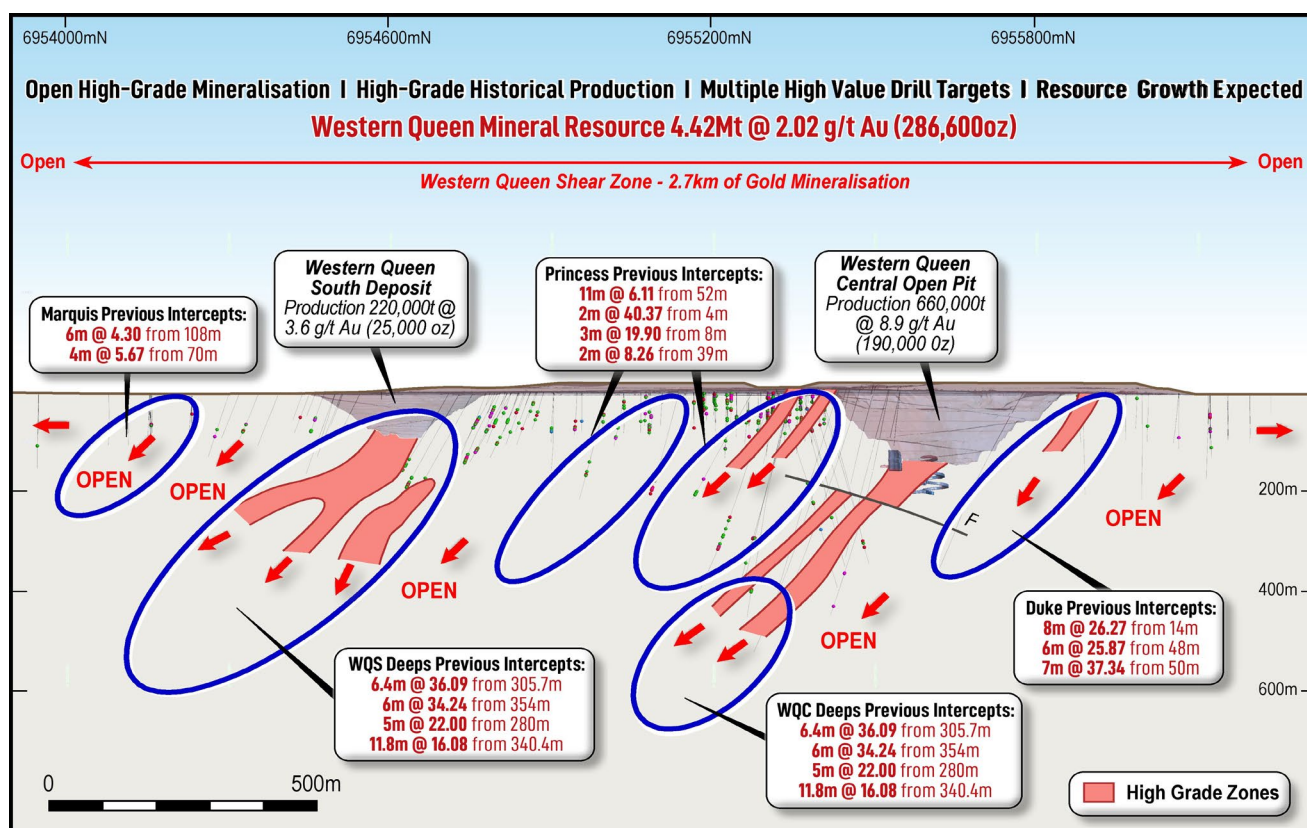 6954000mN
6954600mN
6955200mN
6955800mN
Open High-Grade Mineralisation I High-Grade Historical Production I Multiple High Value Drill Targets I Resource Growth Expected
Western Queen Mineral Resource 4.42Mt @ 2.02 g/t Au (286,600oz)
Open
Open
Western Queen Shear Zone - 2.7km of Gold Mineralisation
Marquis Previous Intercepts:
6m @ 4.30 from 108m
4m @ 5.67 from 70m
Western Queen
South Deposit
Production 220,000t @
3.6 g/t Au (25,000 oz)
Princess Previous Intercepts:
11m @ 6.11 from 52m
2m @ 40.37 from 4m
3m @ 19.90 from 8m
2m @ 8.26 from 39m
Western Queen
Central Open Pit
Production 660,000t
@ 8.9 g/t Au
(190,000 0z)
OPEN
OPEN
OPEN
OPEN
OPEN
F
200m
400m
600m
WQS Deeps Previous Intercepts:
6.4m @ 36.09 from 305.7m
6m @ 34.24 from 354m
5m @ 22.00 from 280m
11.8m @ 16.08 from 340.4m
WQC Deeps Previous Intercepts:
6.4m @ 36.09 from 305.7m
6m @ 34.24 from 354m
5m @ 22.00 from 280m
11.8m @ 16.08 from 340.4m
Duke Previous Intercepts:
8m @ 26.27 from 14m
6m @ 25.87 from 48m
7m @ 37.34 from 50m
0
500m
High Grade Zones